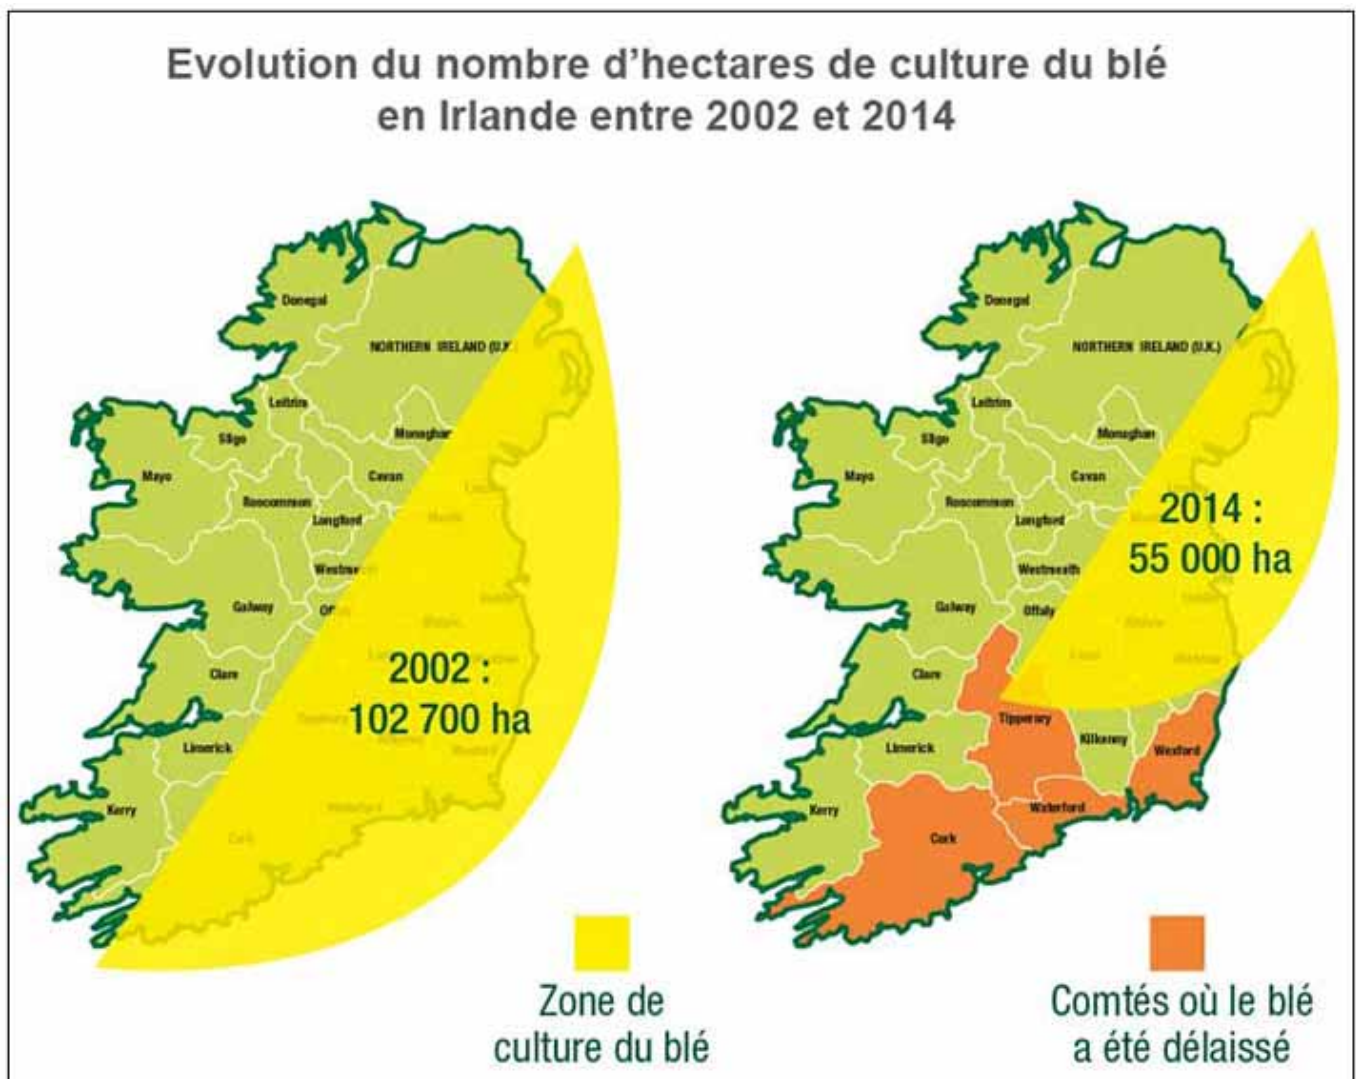 Evolution du nombre d'hectares de culture du blé
en Irlande entre 2002 et 2014
Donegal
NORTHERN IRELAND (U.K.)
Leitrim
Sligo
Monaghan
Mayo
Cavan
Roscommon
Longford
Westmeath
Galway
Clare
Limerick
Kerry
Cork
Waterford
2002 :
102 700 ha
Zone de
culture du blé
Donegal
NORTHERN IRELAND (U.K.)
Leitrim
Sligo
Monaghan
Mayo
Cavan
Roscommon
Longford
Westmeath
Galway
Offaly
Clare
Tipperary
Limerick
Kilkenny
Wexford
Kerry
Waterford
Cork
2014 :
55 000 ha
Comtés où le blé
a été délaissé